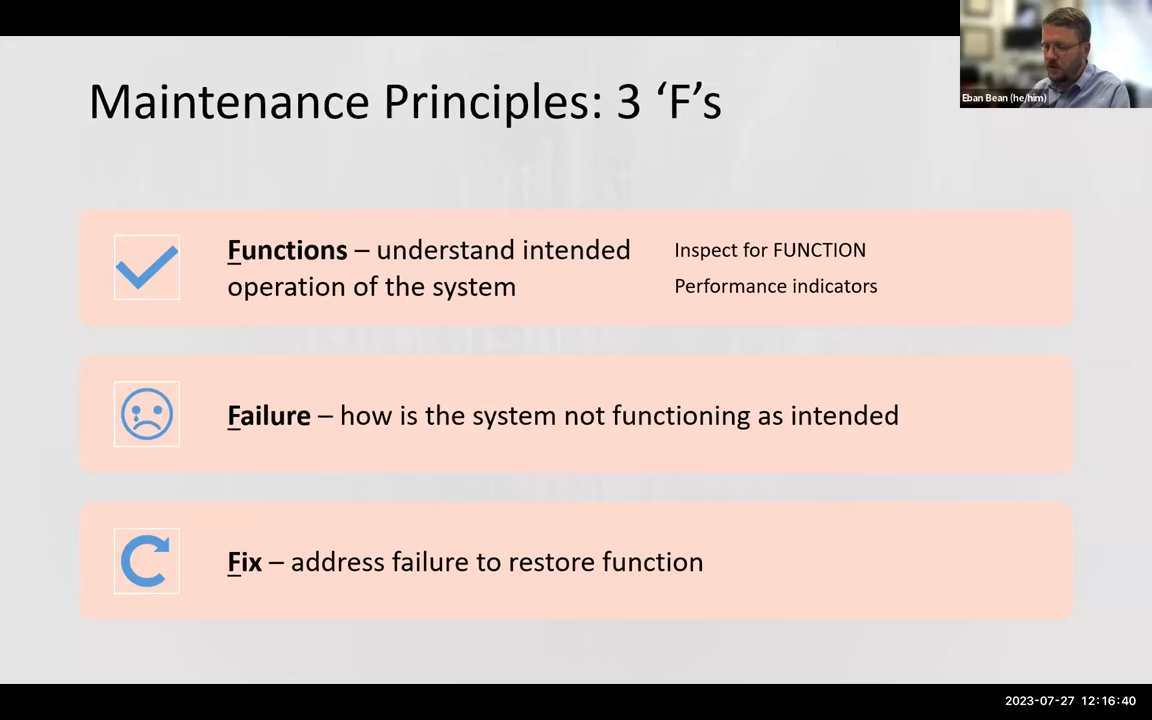 Maintenance Principles: 3 ‘F’s
Eban Bean (he/him)
Functions – understand intended
operation of the system
Inspect for FUNCTION
Performance indicators
Failure – how is the system not functioning as intended
Fix – address failure to restore function
2023-07-27 12:16:40